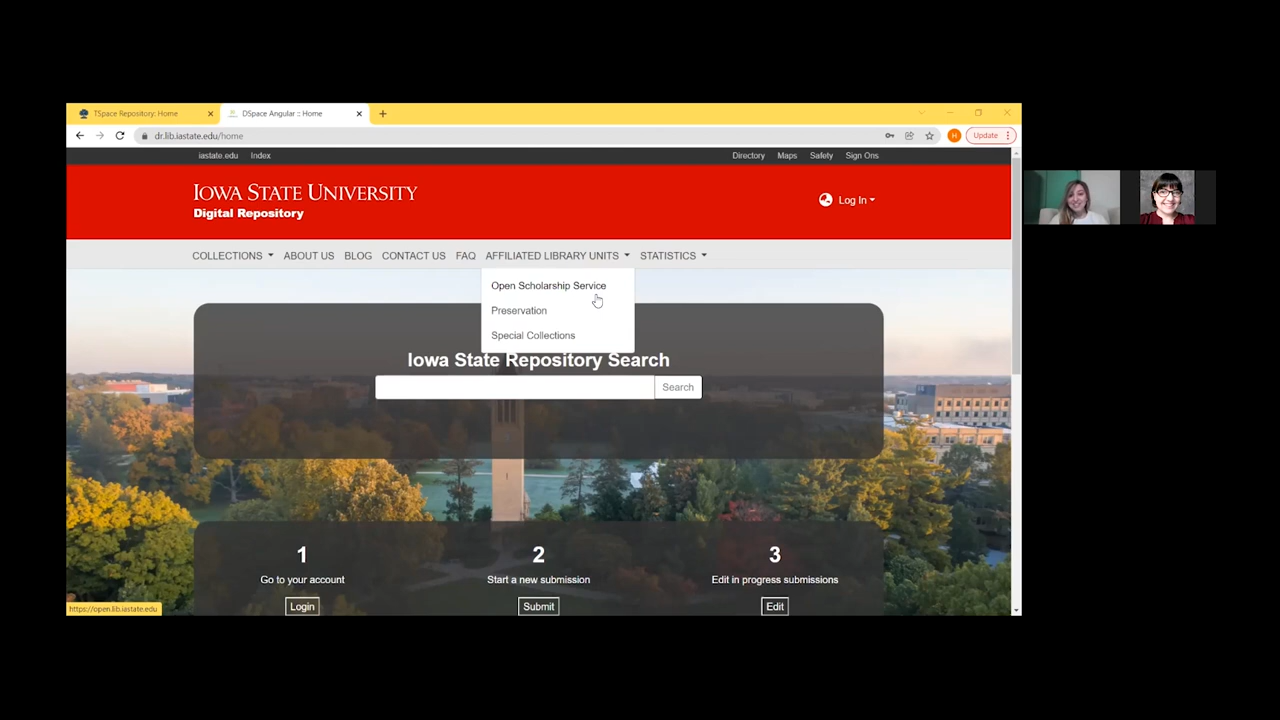 TSpace Repository: Home
DSpace Angular :: Home
dr.lib.iastate.edu/home
H
Update
iastate.edu Index Directory Maps Safety Sign Ons
IOWA STATE UNIVERSITY
Digital Repository
Log In
COLLECTIONS ABOUT US BLOG CONTACT US FAQ AFFILIATED LIBRARY UNITS STATISTICS
Open Scholarship Service
Preservation
Special Collections
Iowa State Repository Search
Search
1 2 3
Go to your account Start a new submission Edit in progress submissions
Login Submit Edit
https://open.lib.iastate.edu